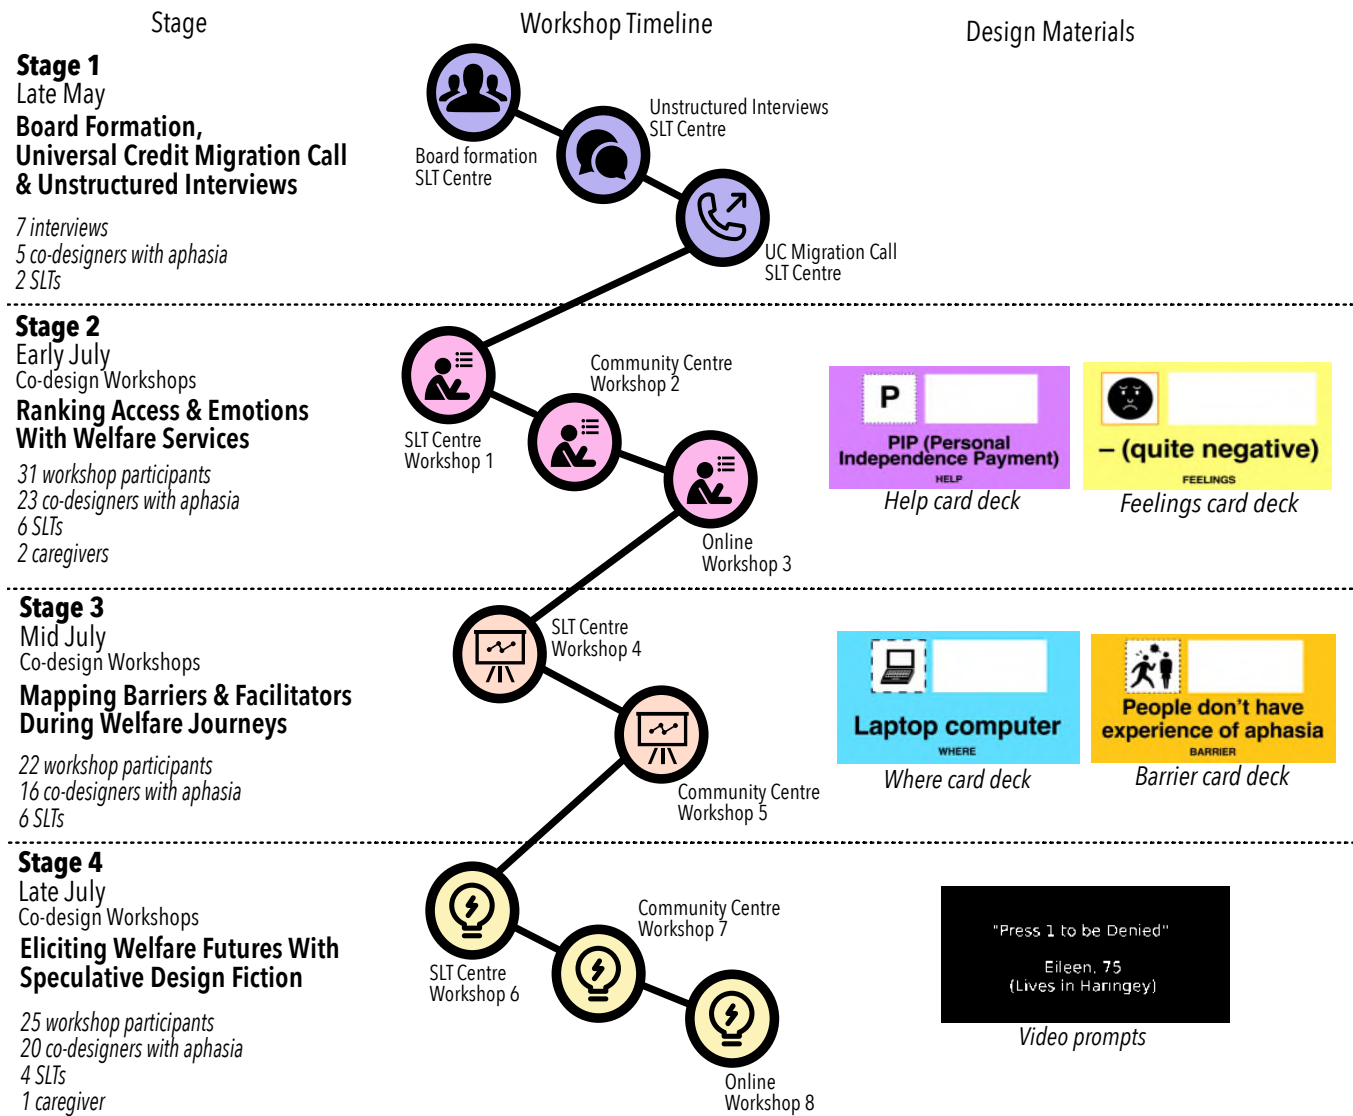 Stage
Workshop Timeline
Design Materials
Stage 1
Late May
Board Formation,
Universal Credit Migration Call
& Unstructured Interviews
7 interviews
5 co-designers with aphasia
2 SLTs
Board formation
SLT Centre
Unstructured Interviews
SLT Centre
UC Migration Call
SLT Centre
Stage 2
Early July
Co-design Workshops
Ranking Access & Emotions
With Welfare Services
31 workshop participants
23 co-designers with aphasia
6 SLTs
2 caregivers
SLT Centre
Workshop 1
Community Centre
Workshop 2
Online
Workshop 3
P
PIP (Personal
Independence Payment)
HELP
Help card deck
– (quite negative)
FEELINGS
Feelings card deck
Stage 3
Mid July
Co-design Workshops
Mapping Barriers & Facilitators
During Welfare Journeys
22 workshop participants
16 co-designers with aphasia
6 SLTs
SLT Centre
Workshop 4
Community Centre
Workshop 5
Laptop computer
WHERE
Where card deck
People don't have
experience of aphasia
BARRIER
Barrier card deck
Stage 4
Late July
Co-design Workshops
Eliciting Welfare Futures With
Speculative Design Fiction
25 workshop participants
20 co-designers with aphasia
4 SLTs
1 caregiver
SLT Centre
Workshop 6
Community Centre
Workshop 7
Online
Workshop 8
"Press 1 to be Denied"
Eileen, 75
(Lives in Haringey)
Video prompts